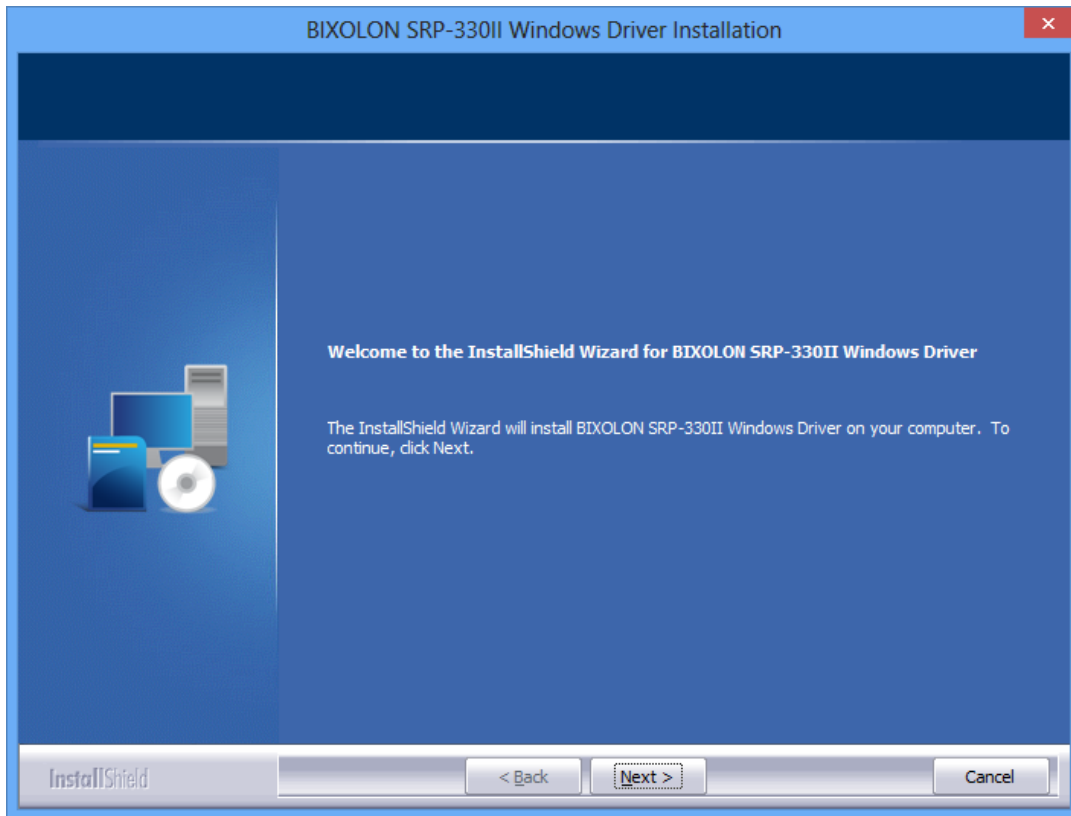 BIXOLON SRP-330II Windows Driver Installation
Welcome to the InstallShield Wizard for BIXOLON SRP-330II Windows Driver
The InstallShield Wizard will install BIXOLON SRP-330II Windows Driver on your computer.  To
continue, click Next.
InstallShield
< Back
Next >
Cancel